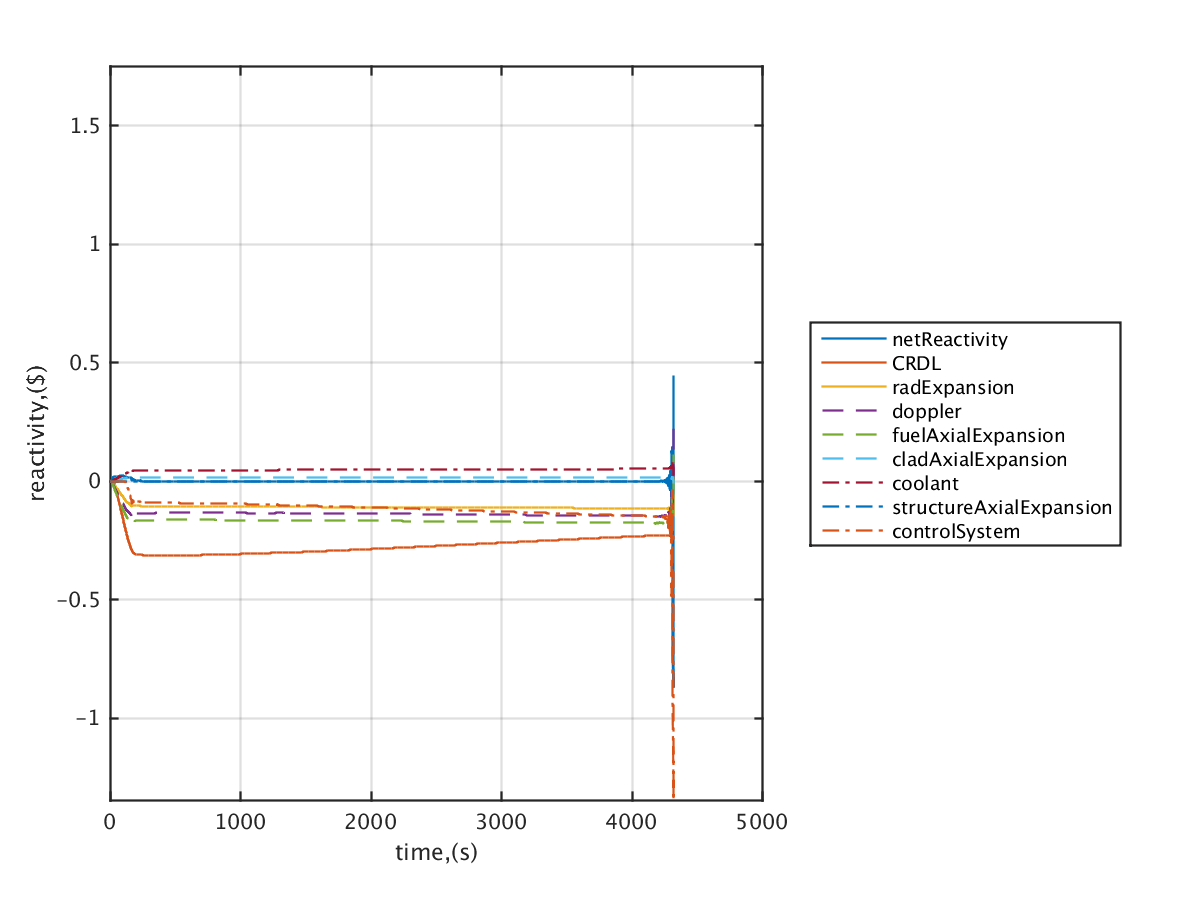 1.5
1
0.5
0
−0.5
−1
reactivity,($)
0 1000 2000 3000 4000 5000
time,(s)
netReactivity
CRDL
radExpansion
doppler
fuelAxialExpansion
cladAxialExpansion
coolant
structureAxialExpansion
controlSystem